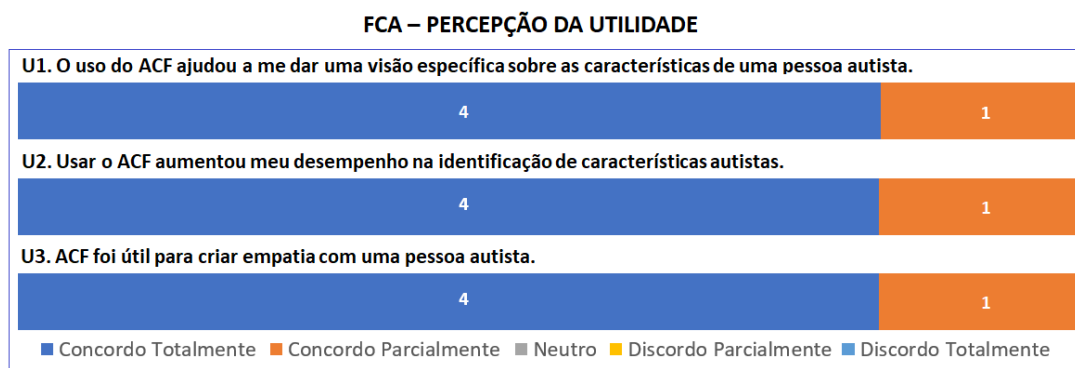 FCA – PERCEPÇÃO DA UTILIDADE
U1. O uso do ACF ajudou a me dar uma visão específica sobre as características de uma pessoa autista.
4 1
U2. Usar o ACF aumentou meu desempenho na identificação de características autistas.
4 1
U3. ACF foi útil para criar empatia com uma pessoa autista.
4 1
Concordo Totalmente Concordo Parcialmente Neutro Discordo Parcialmente Discordo Totalmente